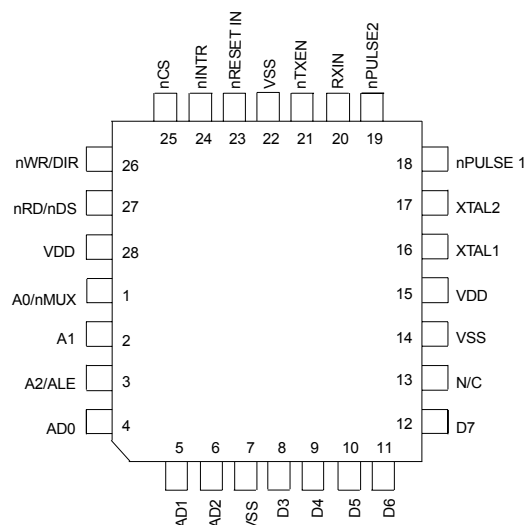 nCS
nINTR
nRESET IN
VSS
nTXEN
RXIN
nPULSE2
25
24
23
22
21
20
19
nWR/DIR
26
18
nPULSE 1
nRD/nDS
27
17
XTAL2
VDD
28
16
XTAL1
A0/nMUX
1
15
VDD
A1
2
14
VSS
A2/ALE
3
13
N/C
AD0
4
12
D7
5
6
7
8
9
10
11
AD1
AD2
VSS
D3
D4
D5
D6